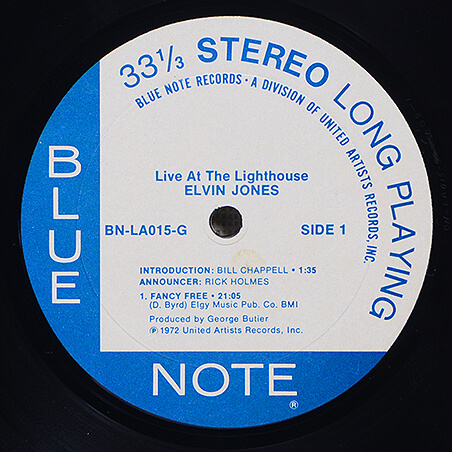 33⅓ STEREO LONG PLAYING
BLUE NOTE RECORDS • A DIVISION OF UNITED ARTISTS RECORDS, INC.
Live At The Lighthouse
ELVIN JONES
BN-LA015-G
SIDE 1
INTRODUCTION: BILL CHAPPELL • 1:35
ANNOUNCER: RICK HOLMES
1. FANCY FREE • 21:05
(D. Byrd) Elgy Music Pub. Co. BMI
Produced by George Butler
℗ 1972 United Artists Records, Inc.
BLUE
NOTE®